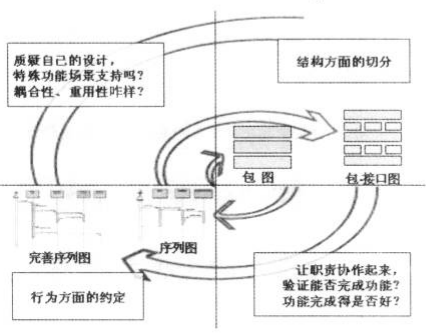 质疑自己的设计，
特殊功能场景支持吗？
耦合性、重用性咋样？
结构方面的切分
包 图
包-接口图
完善序列图
序列图
行为方面的约定
让职责协作起来，
验证能否完成功能？
功能完成得是否好？